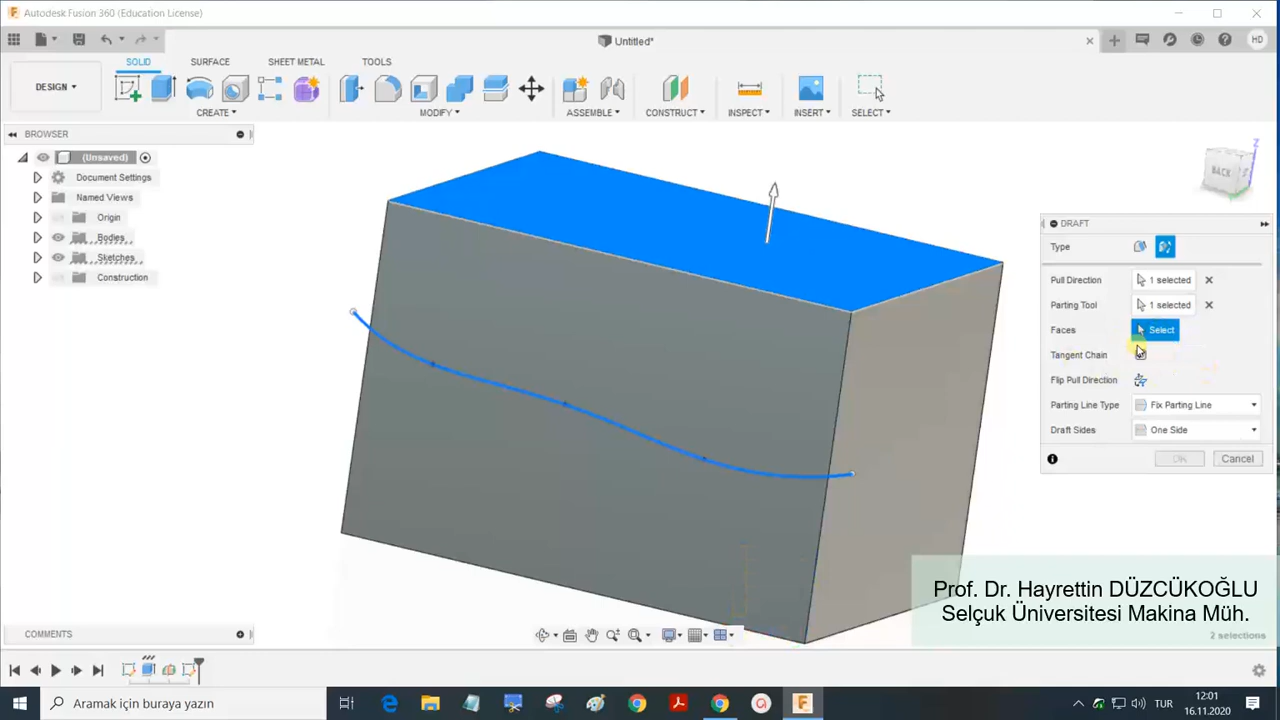 Autodesk Fusion 360 (Education License)
Untitled*
HD
DESIGN
SOLID
SURFACE
SHEET METAL
TOOLS
CREATE
MODIFY
ASSEMBLE
CONSTRUCT
INSPECT
INSERT
SELECT
BROWSER
(Unsaved)
Document Settings
Named Views
Origin
Bodies
Sketches
Construction
Z
BACK
DRAFT
Type
Pull Direction
1 selected
Parting Tool
1 selected
Faces
Select
Tangent Chain
Flip Pull Direction
Parting Line Type
Fix Parting Line
Draft Sides
One Side
OK
Cancel
Prof. Dr. Hayrettin DÜZCÜKOĞLU
Selçuk Üniversitesi Makina Müh.
2 selections
COMMENTS
Aramak için buraya yazın
TUR
12:01
16.11.2020